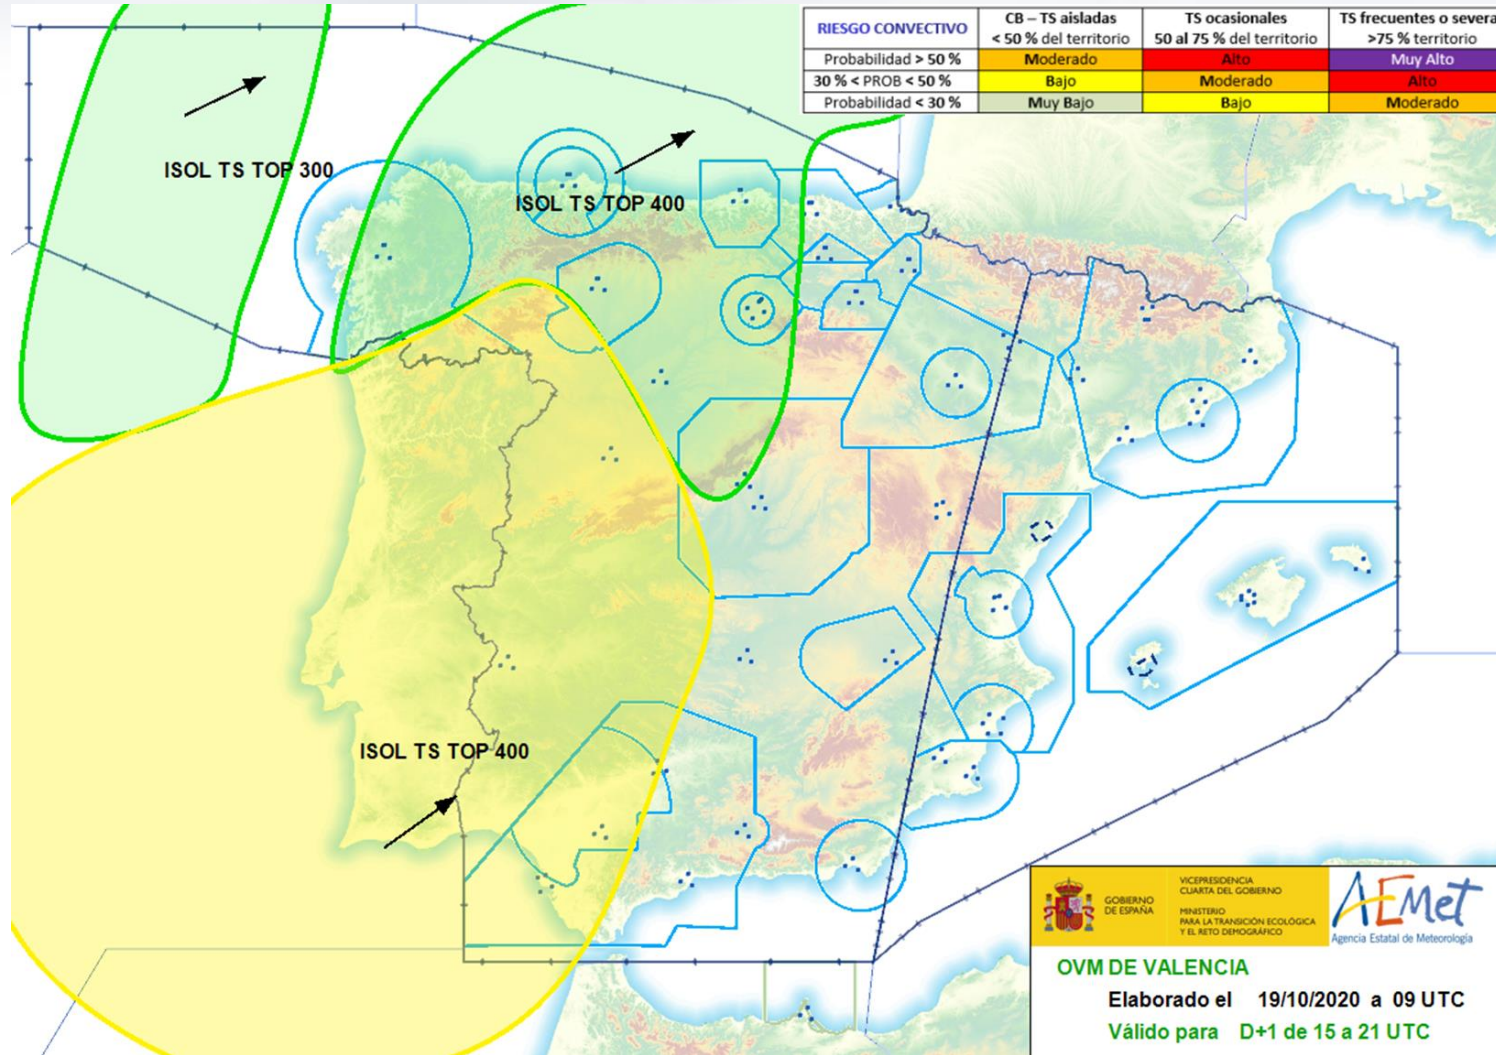 RIESGO CONVECTIVO
CB – TS aisladas
< 50 % del territorio
TS ocasionales
50 al 75 % del territorio
TS frecuentes o severa
>75 % territorio
Probabilidad > 50 %
Moderado
Alto
Muy Alto
30 % < PROB < 50 %
Bajo
Moderado
Alto
Probabilidad < 30 %
Muy Bajo
Bajo
Moderado
ISOL TS TOP 300
ISOL TS TOP 400
ISOL TS TOP 400
GOBIERNO
DE ESPAÑA
VICEPRESIDENCIA
CUARTA DEL GOBIERNO
MINISTERIO
PARA LA TRANSICIÓN ECOLÓGICA
Y EL RETO DEMOGRÁFICO
AEMet
Agencia Estatal de Meteorología
OVM DE VALENCIA
Elaborado el 19/10/2020 a 09 UTC
Válido para D+1 de 15 a 21 UTC